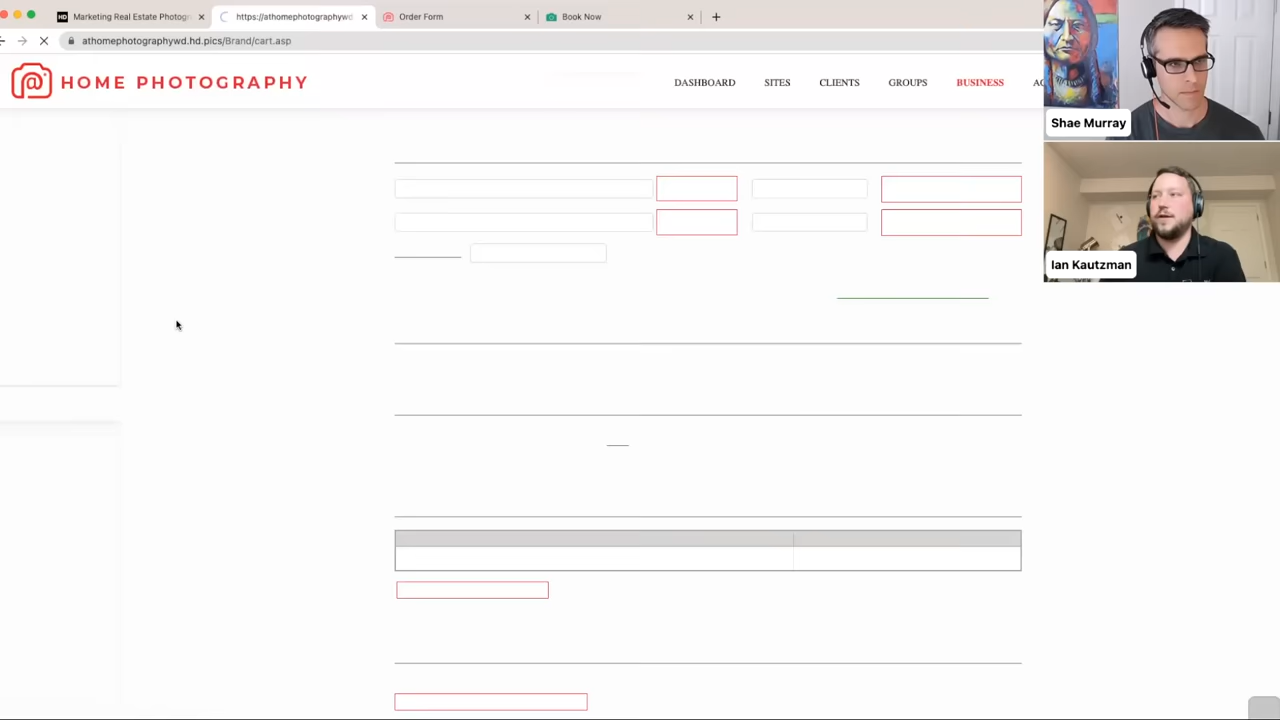 Marketing Real Estate Photogr
https://athomephotographywd
Order Form
Book Now
athomephotographywd.hd.pics/Brand/cart.asp
HOME PHOTOGRAPHY
DASHBOARD
SITES
CLIENTS
GROUPS
BUSINESS
Shae Murray
Ian Kautzman